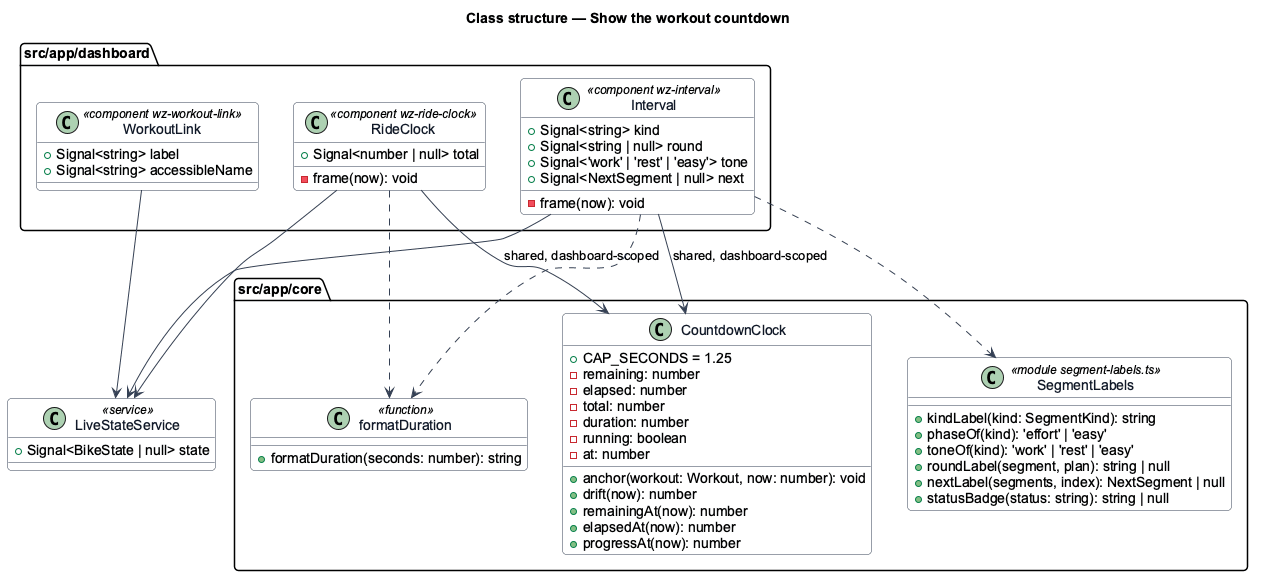 Class structure — Show the workout countdown
src/app/dashboard
C
«component wz-workout-link»
WorkoutLink
Signal<string> label
Signal<string> accessibleName
C
«component wz-ride-clock»
RideClock
Signal<number | null> total
frame(now): void
C
«component wz-interval»
Interval
Signal<string> kind
Signal<string | null> round
Signal<'work' | 'rest' | 'easy'> tone
Signal<NextSegment | null> next
frame(now): void
shared, dashboard-scoped
shared, dashboard-scoped
src/app/core
C
«service»
LiveStateService
Signal<BikeState | null> state
C
«function»
formatDuration
formatDuration(seconds: number): string
C
CountdownClock
CAP_SECONDS = 1.25
remaining: number
elapsed: number
total: number
duration: number
running: boolean
at: number
anchor(workout: Workout, now: number): void
drift(now): number
remainingAt(now): number
elapsedAt(now): number
progressAt(now): number
C
«module segment-labels.ts»
SegmentLabels
kindLabel(kind: SegmentKind): string
phaseOf(kind): 'effort' | 'easy'
toneOf(kind): 'work' | 'rest' | 'easy'
roundLabel(segment, plan): string | null
nextLabel(segments, index): NextSegment | null
statusBadge(status: string): string | null